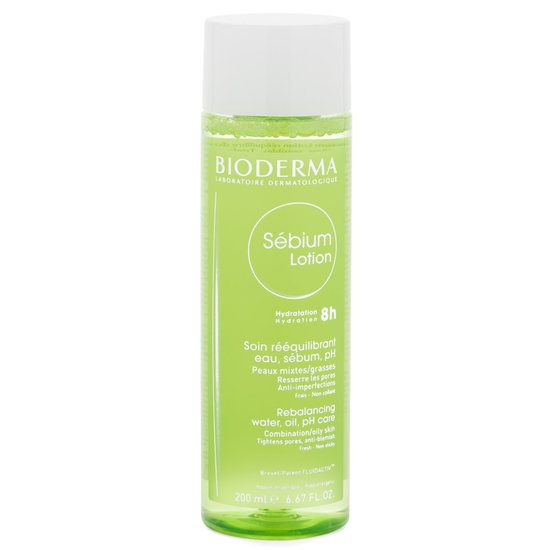 BIODERMA
LABORATOIRE DERMATOLOGIQUE
Sébium
Lotion
Hydratation
Hydration 8h
Soin rééquilibrant
eau, sébum, pH
Peaux mixtes/grasses
Resserre les pores
Anti-imperfections
Frais - Non collant
Rebalancing
water, oil, pH care
Combination/oily skin
Tightens pores, anti-blemish
Fresh - Non sticky
Brevet/Patent FLUIDACTIV™
200 ml e 6.67 FL.OZ.